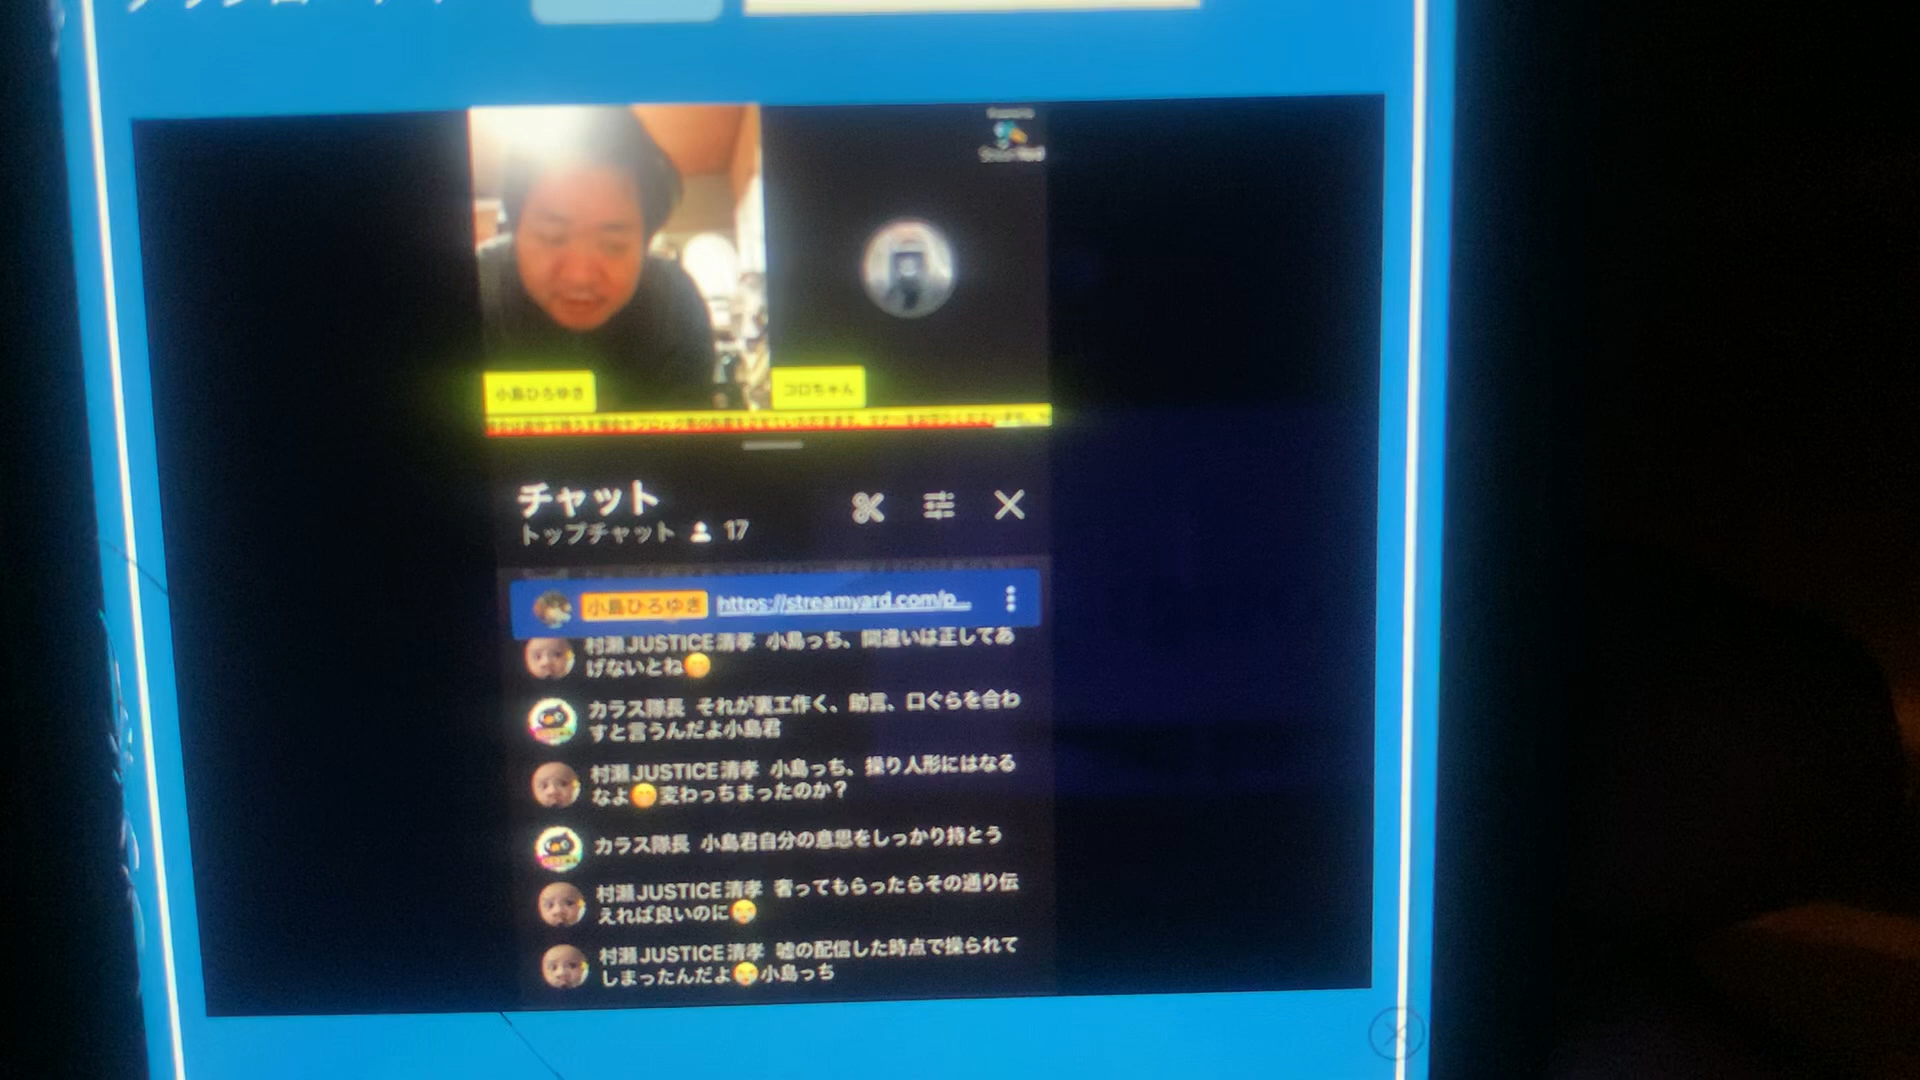 小島ひろゆき
コロちゃん
チャット
トップチャット 17
小島ひろゆき https://streamyard.com/p...
村瀬JUSTICE清孝 小島っち、間違いは正してあ
げないとね
カラス隊長 それが裏工作く、助言、口ぐらを合わ
すと言うんだよ小島君
村瀬JUSTICE清孝 小島っち、操り人形にはなる
なよ変わっちまったのか？
カラス隊長 小島君自分の意思をしっかり持とう
村瀬JUSTICE清孝 奢ってもらったらその通り伝
えれば良いのに
村瀬JUSTICE清孝 嘘の配信した時点で操られて
しまったんだよ小島っち